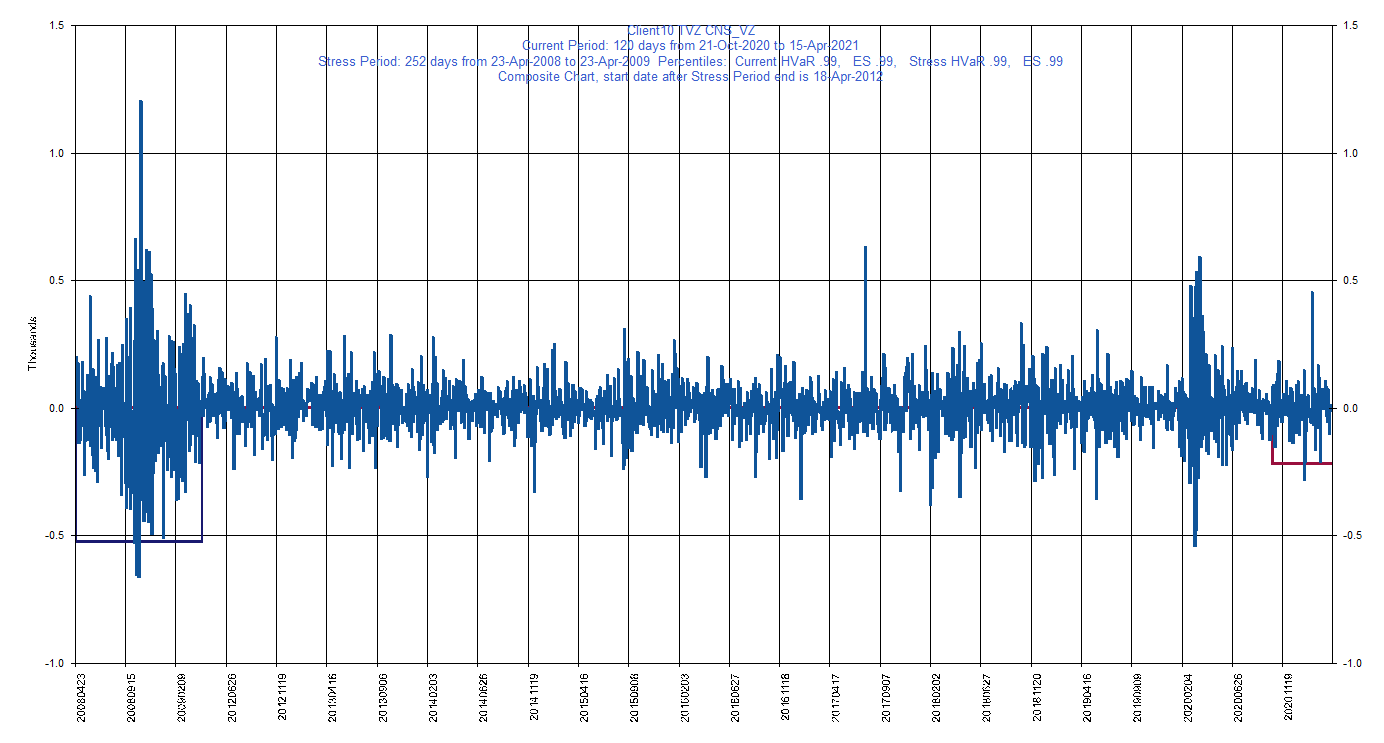 Client10 TVZ CNS_VZ
Current Period: 120 days from 21-Oct-2020 to 15-Apr-2021
Stress Period: 252 days from 23-Apr-2008 to 23-Apr-2009 Percentiles: Current HVaR .99, ES .99, Stress HVaR .99, ES .99
Composite Chart, start date after Stress Period end is 18-Apr-2012
1.5 1.5
1.0 1.0
0.5 0.5
Thousands
0.0 0.0
-0.5 -0.5
-1.0 -1.0
20080423 20080915 20090209 20120626 20121119 20130416 20130906 20140203 20140626 20141119 20150416 20150908 20160203 20160627 20161118 20170417 20170907 20180202 20180627 20181120 20190416 20190909 20200204 20200626 20201119